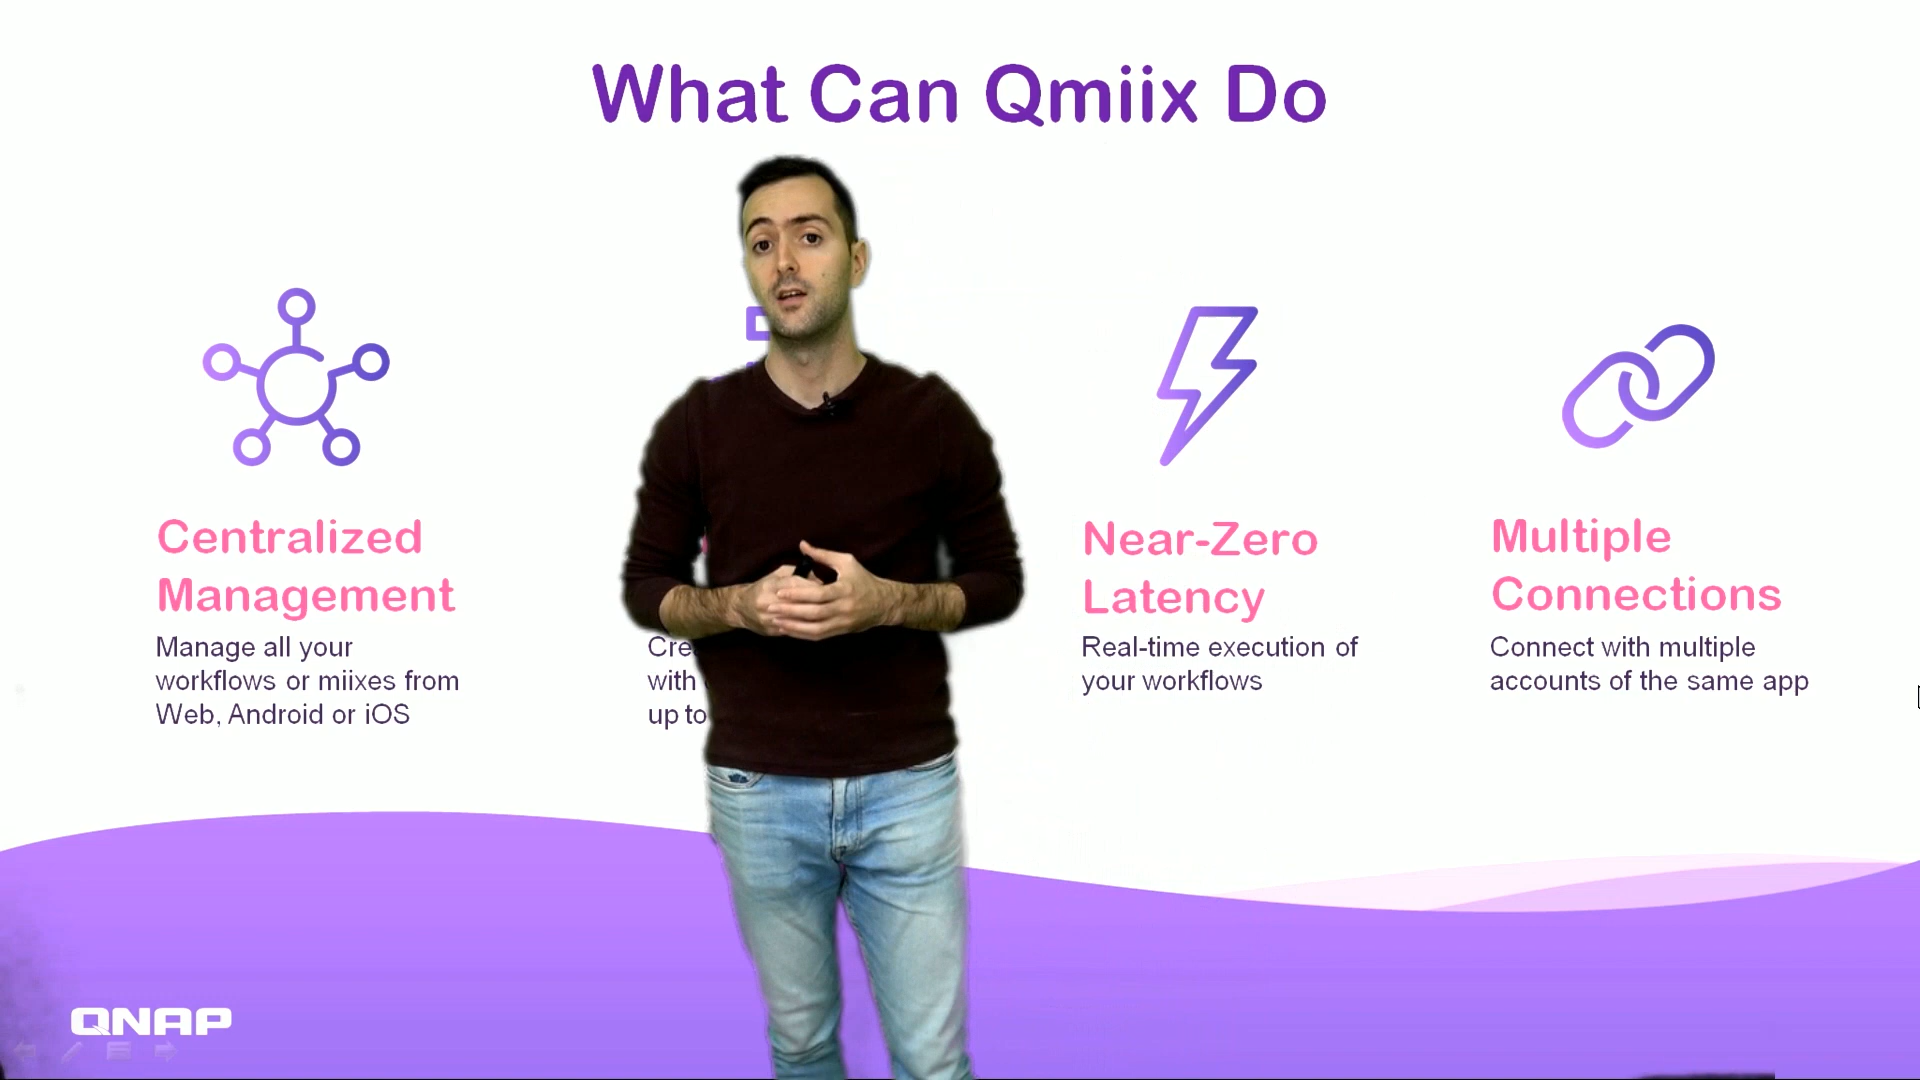 What Can Qmiix Do
Centralized
Management
Manage all your
workflows or miixes from
Web, Android or iOS
with
up to
Near-Zero
Latency
Real-time execution of
your workflows
Multiple
Connections
Connect with multiple
accounts of the same app
QNAP